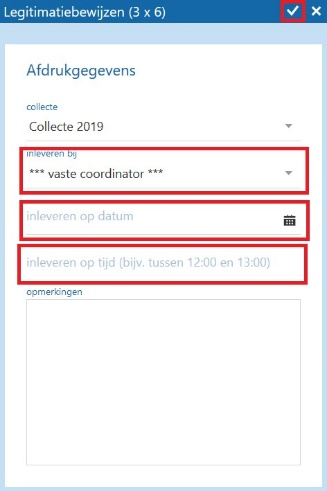 Legitimatiebewijzen (3 x 6)
Afdrukgegevens
collecte
Collecte 2019
inleveren bij
*** vaste coordinator ***
inleveren op datum
inleveren op tijd (bijv. tussen 12:00 en 13:00)
opmerkingen